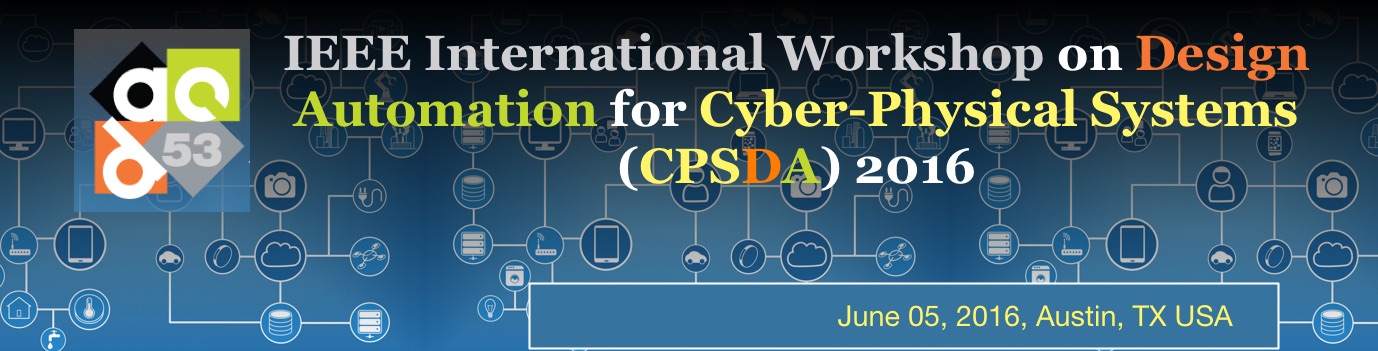 IEEE International Workshop on Design
Automation for Cyber-Physical Systems
(CPSDA) 2016
dac
53
June 05, 2016, Austin, TX USA